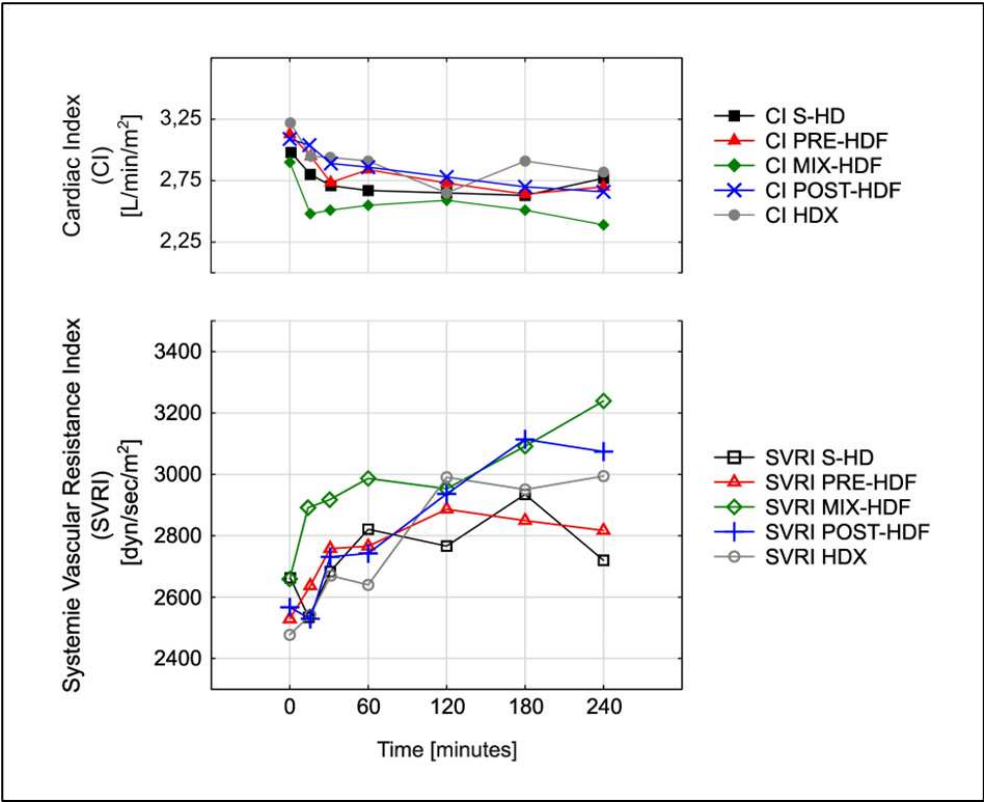 Cardiac Index
(CI)
[L/min/m²]
3,25
2,75
2,25
CI S-HD
CI PRE-HDF
CI MIX-HDF
CI POST-HDF
CI HDX
Systemie Vascular Resistance Index
(SVRI)
[dyn/sec/m²]
3400
3200
3000
2800
2600
2400
SVRI S-HD
SVRI PRE-HDF
SVRI MIX-HDF
SVRI POST-HDF
SVRI HDX
0 60 120 180 240
Time [minutes]